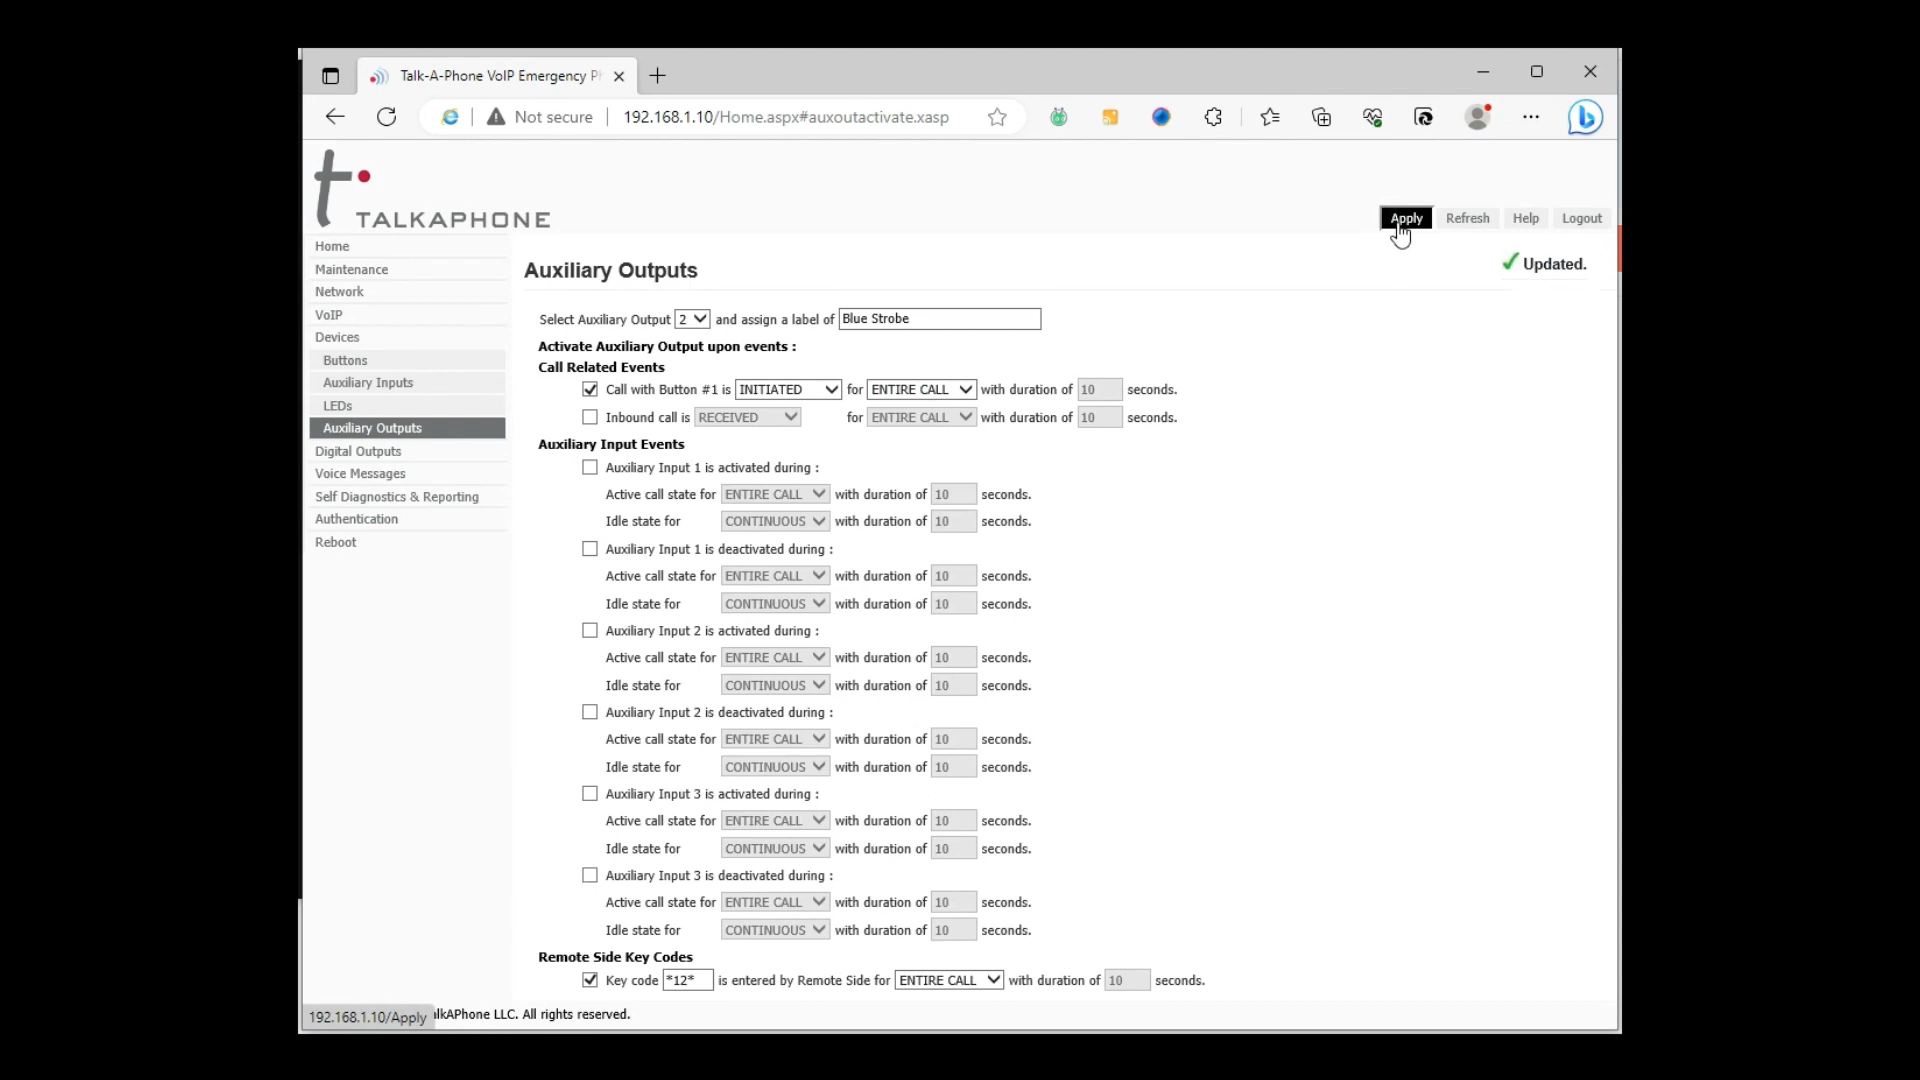 Talk-A-Phone VoIP Emergency P
Not secure 192.168.1.10/Home.aspx#auxoutactivate.xasp
TALKAPHONE
Apply Refresh Help Logout
Home
Maintenance
Network
VoIP
Devices
Buttons
Auxiliary Inputs
LEDs
Auxiliary Outputs
Digital Outputs
Voice Messages
Self Diagnostics & Reporting
Authentication
Reboot
Auxiliary Outputs
Updated.
Select Auxiliary Output 2 and assign a label of Blue Strobe
Activate Auxiliary Output upon events :
Call Related Events
Call with Button #1 is INITIATED for ENTIRE CALL with duration of 10 seconds.
Inbound call is RECEIVED for ENTIRE CALL with duration of 10 seconds.
Auxiliary Input Events
Auxiliary Input 1 is activated during :
Active call state for ENTIRE CALL with duration of 10 seconds.
Idle state for CONTINUOUS with duration of 10 seconds.
Auxiliary Input 1 is deactivated during :
Active call state for ENTIRE CALL with duration of 10 seconds.
Idle state for CONTINUOUS with duration of 10 seconds.
Auxiliary Input 2 is activated during :
Active call state for ENTIRE CALL with duration of 10 seconds.
Idle state for CONTINUOUS with duration of 10 seconds.
Auxiliary Input 2 is deactivated during :
Active call state for ENTIRE CALL with duration of 10 seconds.
Idle state for CONTINUOUS with duration of 10 seconds.
Auxiliary Input 3 is activated during :
Active call state for ENTIRE CALL with duration of 10 seconds.
Idle state for CONTINUOUS with duration of 10 seconds.
Auxiliary Input 3 is deactivated during :
Active call state for ENTIRE CALL with duration of 10 seconds.
Idle state for CONTINUOUS with duration of 10 seconds.
Remote Side Key Codes
Key code *12* is entered by Remote Side for ENTIRE CALL with duration of 10 seconds.
192.168.1.10/Apply lkAPhone LLC. All rights reserved.